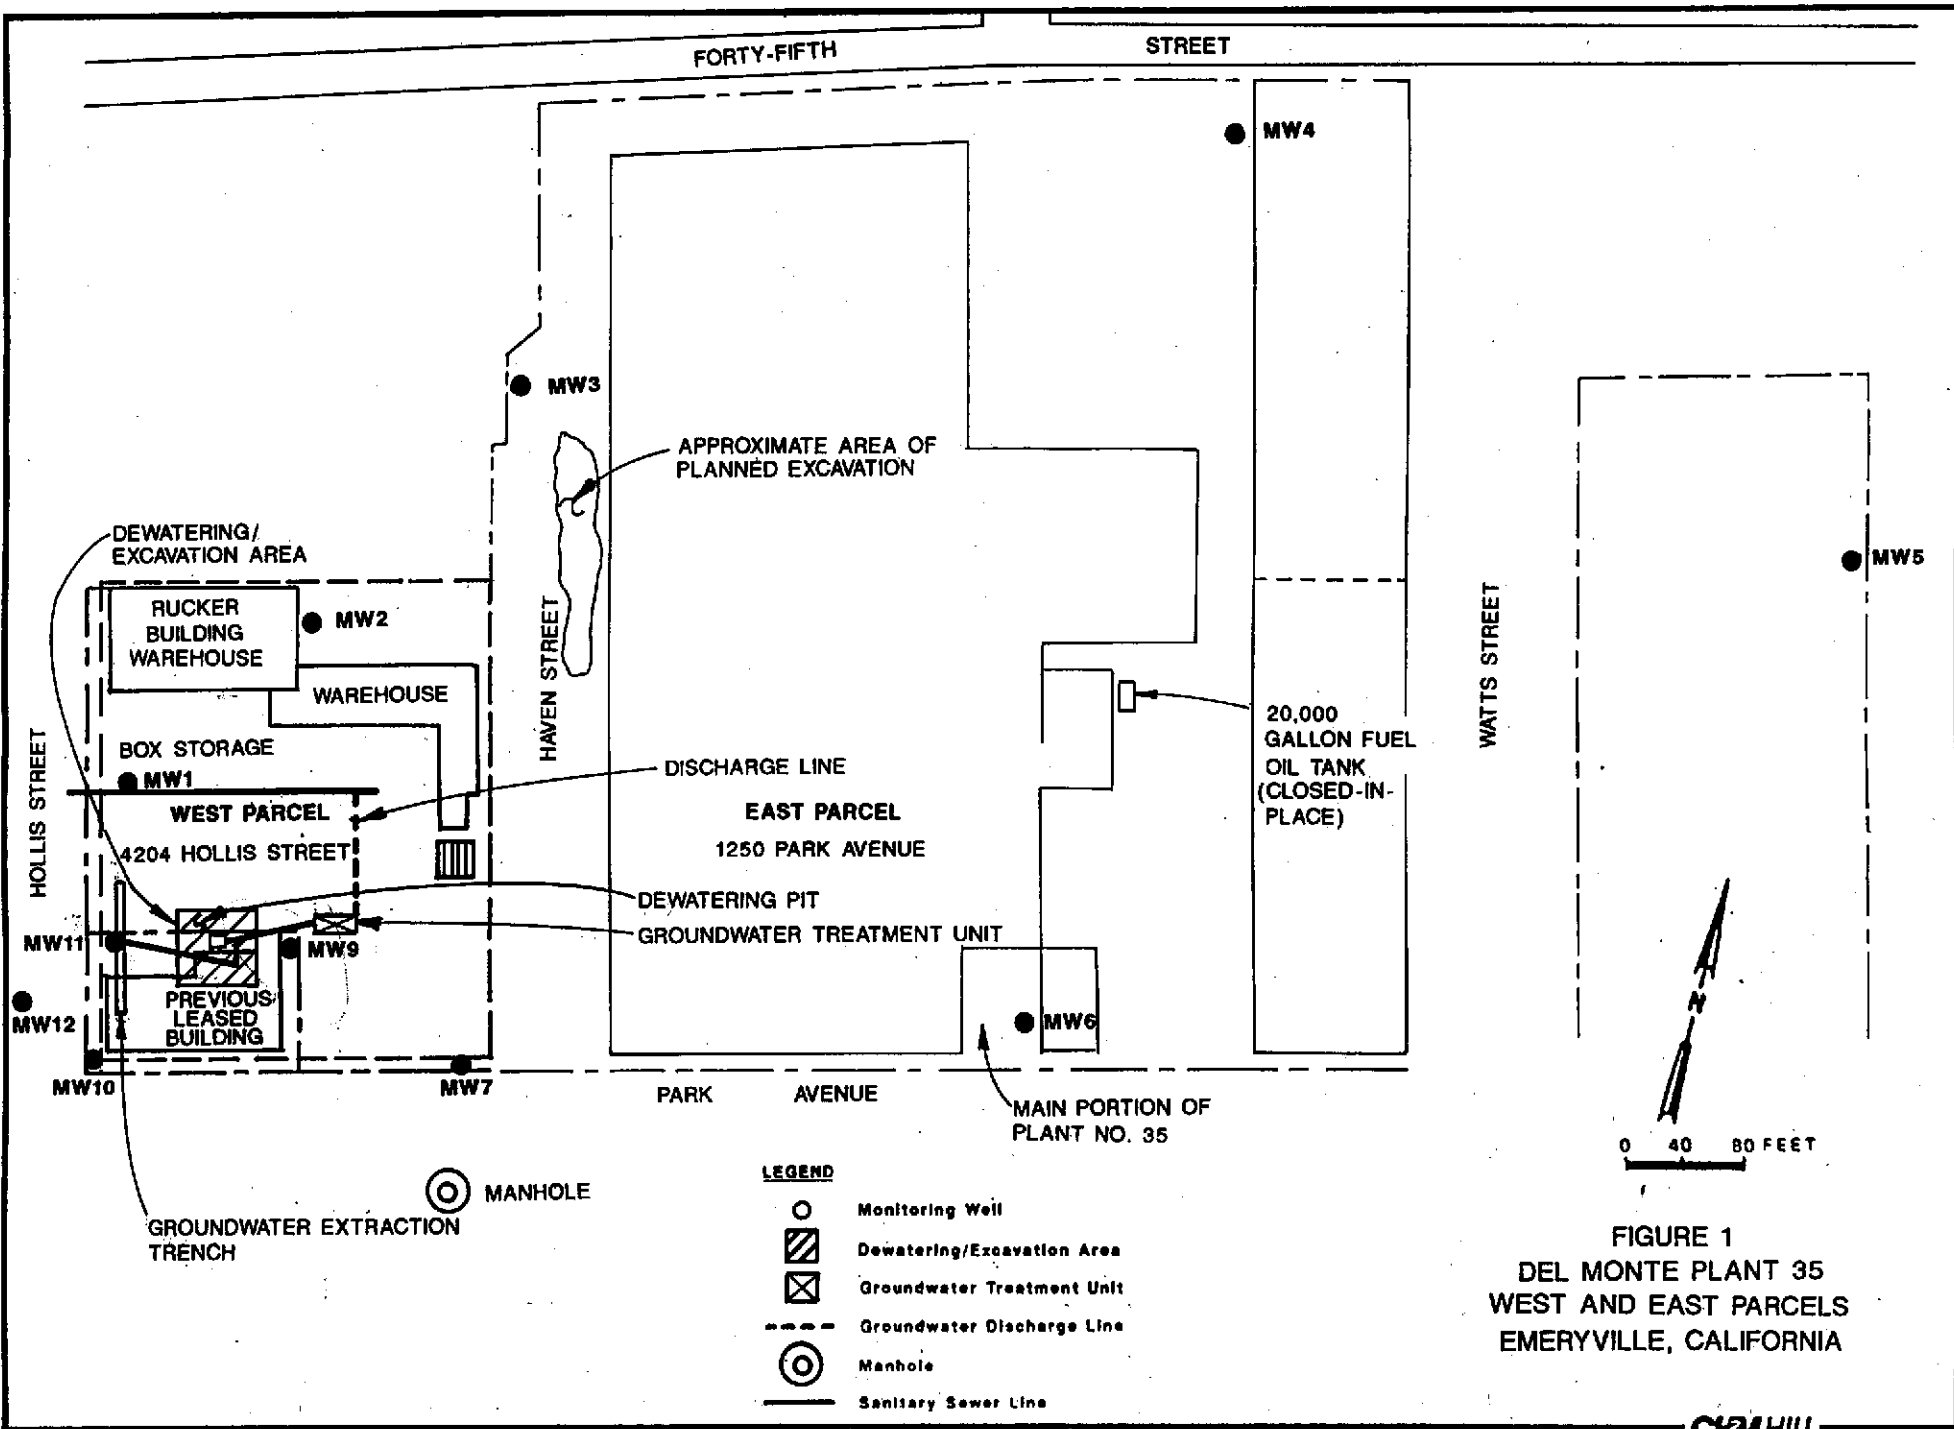 FORTY-FIFTH STREET
MW4
MW3
APPROXIMATE AREA OF
PLANNED EXCAVATION
DEWATERING/
EXCAVATION AREA
MW5
RUCKER
BUILDING
WAREHOUSE
MW2
WAREHOUSE
HAVEN STREET
WATTS STREET
20,000
GALLON FUEL
OIL TANK
(CLOSED-IN-
PLACE)
HOLLIS STREET
BOX STORAGE
MW1
DISCHARGE LINE
WEST PARCEL
EAST PARCEL
4204 HOLLIS STREET
1250 PARK AVENUE
DEWATERING PIT
GROUNDWATER TREATMENT UNIT
MW11
MW9
PREVIOUS
LEASED
BUILDING
MW12
MW6
MW10
MW7
PARK AVENUE
MAIN PORTION OF
PLANT NO. 35
N
0 40 80 FEET
MANHOLE
GROUNDWATER EXTRACTION
TRENCH
LEGEND
Monitoring Well
Dewatering/Excavation Area
Groundwater Treatment Unit
Groundwater Discharge Line
Manhole
Sanitary Sewer Line
FIGURE 1
DEL MONTE PLANT 35
WEST AND EAST PARCELS
EMERYVILLE, CALIFORNIA
CH2M HILL